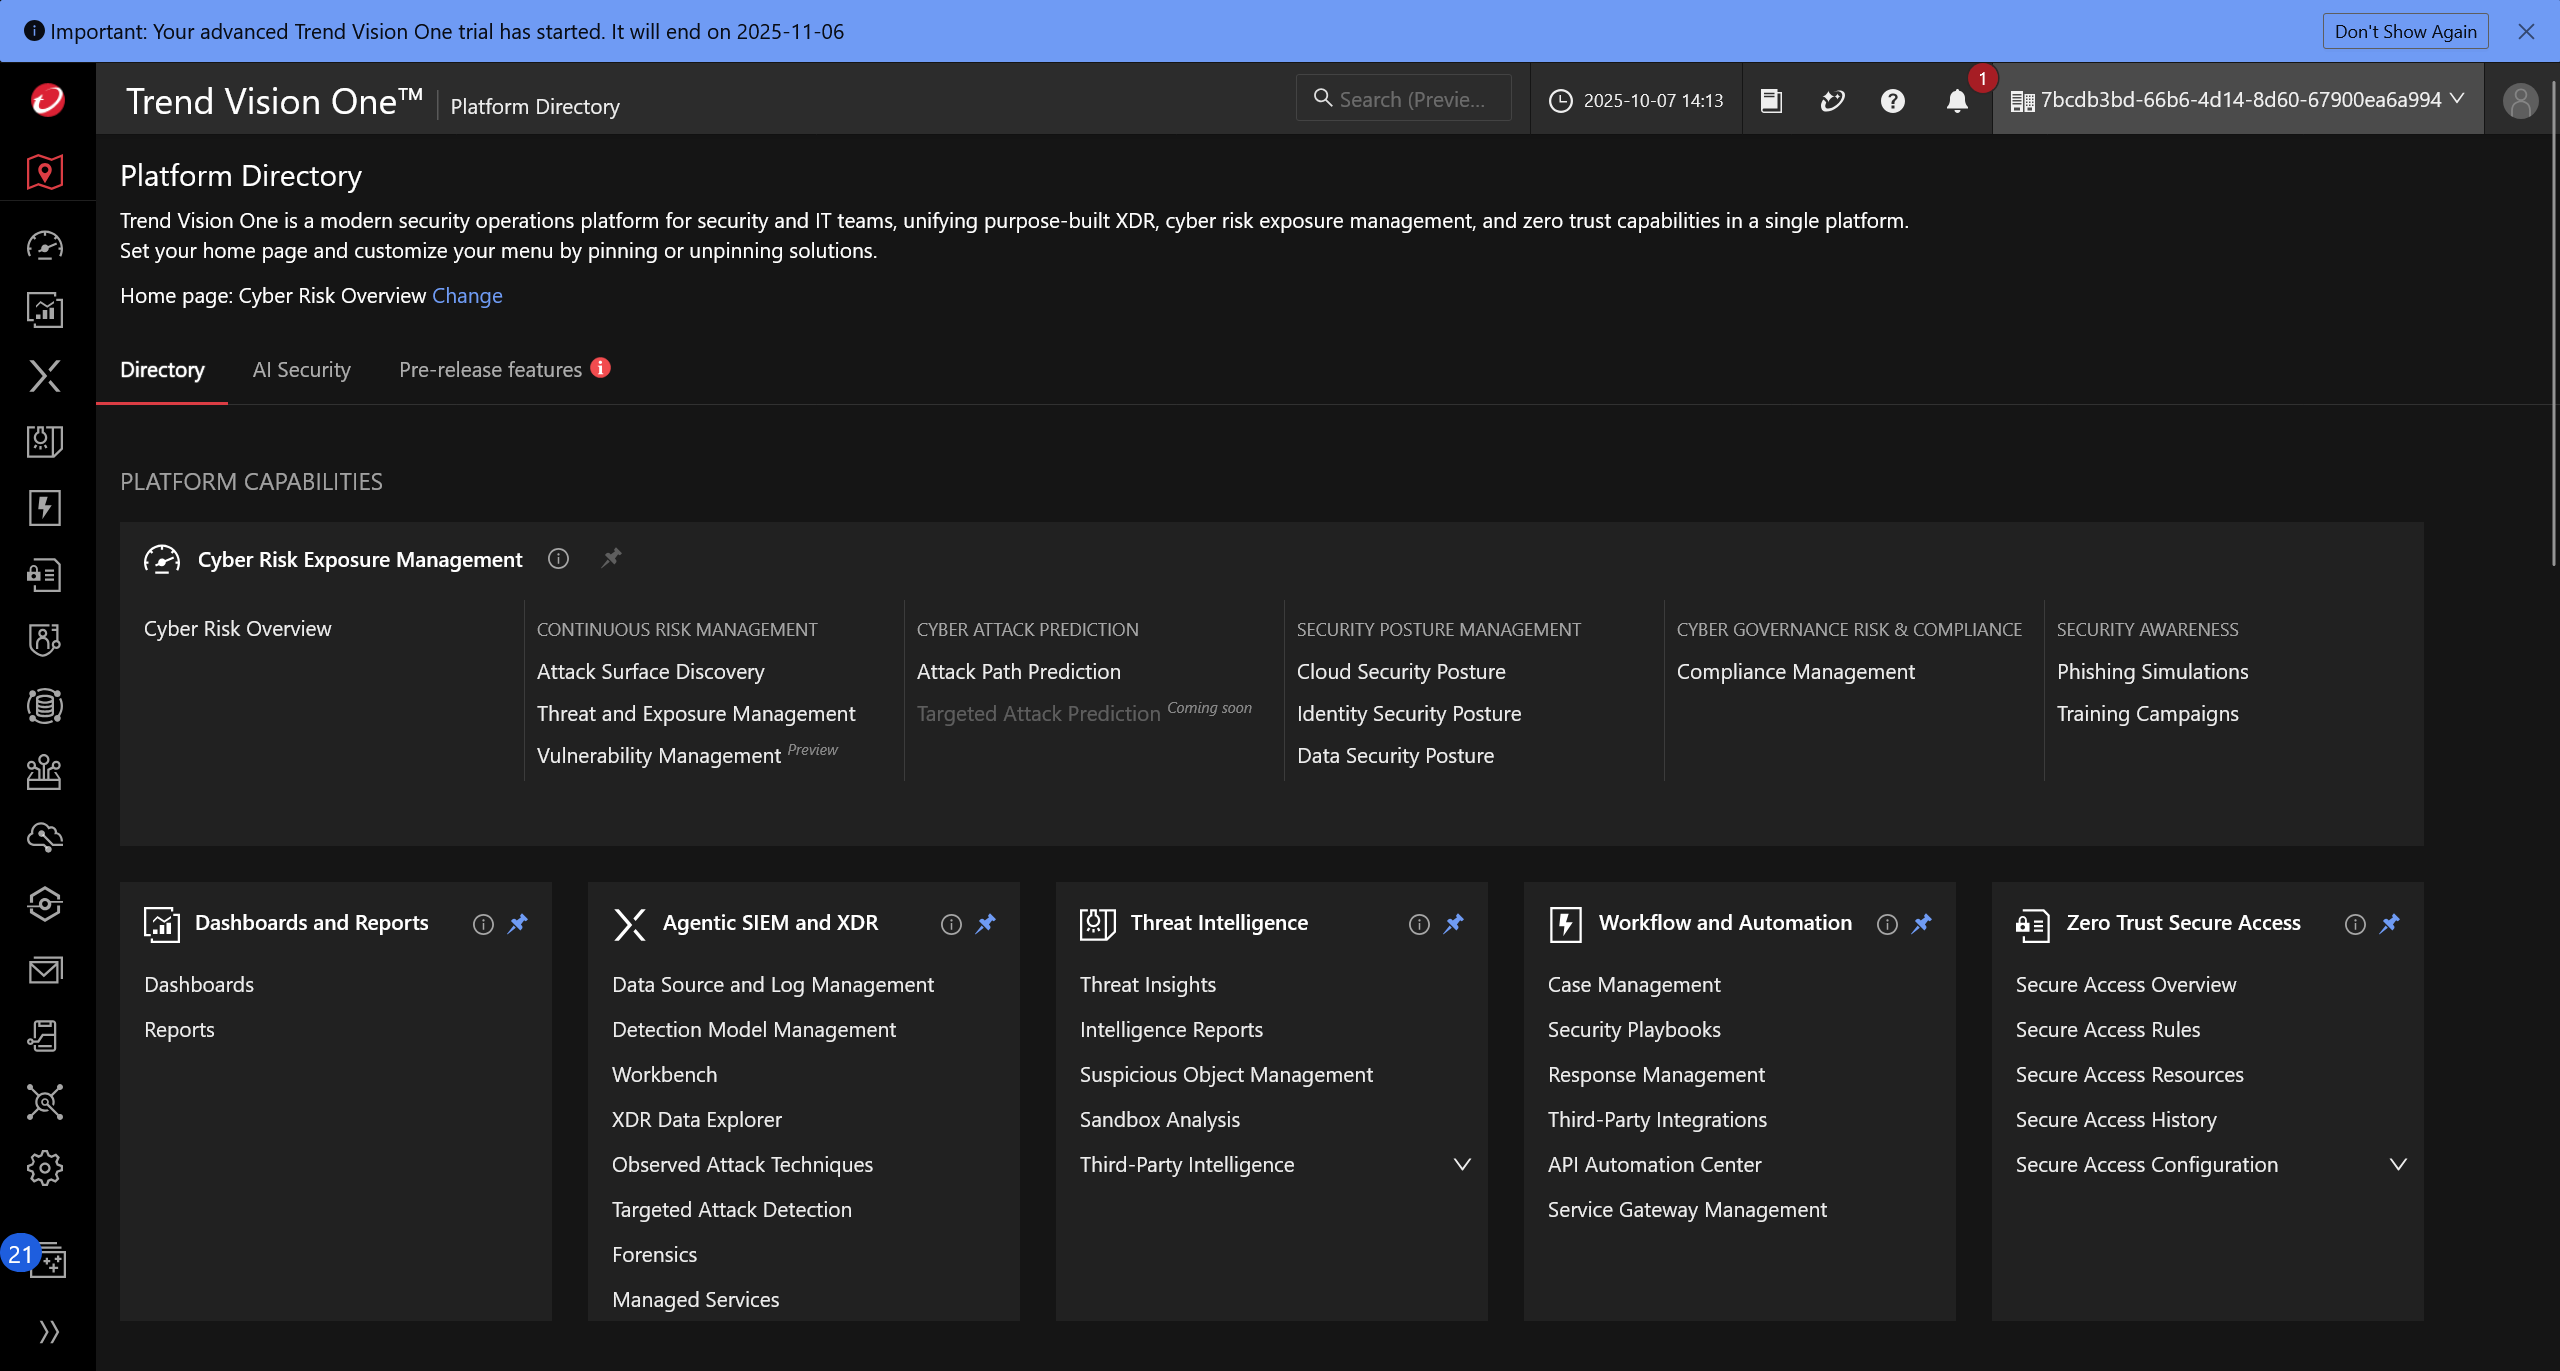 Important: Your advanced Trend Vision One trial has started. It will end on 2025-11-06
Don't Show Again
Trend Vision One™
Platform Directory
Search (Previe...
2025-10-07 14:13
1
7bcdb3bd-66b6-4d14-8d60-67900ea6a994
Platform Directory
Trend Vision One is a modern security operations platform for security and IT teams, unifying purpose-built XDR, cyber risk exposure management, and zero trust capabilities in a single platform.
Set your home page and customize your menu by pinning or unpinning solutions.
Home page: Cyber Risk Overview Change
Directory
AI Security
Pre-release features
PLATFORM CAPABILITIES
Cyber Risk Exposure Management
Cyber Risk Overview
CONTINUOUS RISK MANAGEMENT
Attack Surface Discovery
Threat and Exposure Management
Vulnerability Management Preview
CYBER ATTACK PREDICTION
Attack Path Prediction
Targeted Attack Prediction Coming soon
SECURITY POSTURE MANAGEMENT
Cloud Security Posture
Identity Security Posture
Data Security Posture
CYBER GOVERNANCE RISK & COMPLIANCE
Compliance Management
SECURITY AWARENESS
Phishing Simulations
Training Campaigns
Dashboards and Reports
Dashboards
Reports
Agentic SIEM and XDR
Data Source and Log Management
Detection Model Management
Workbench
XDR Data Explorer
Observed Attack Techniques
Targeted Attack Detection
Forensics
Managed Services
Threat Intelligence
Threat Insights
Intelligence Reports
Suspicious Object Management
Sandbox Analysis
Third-Party Intelligence
Workflow and Automation
Case Management
Security Playbooks
Response Management
Third-Party Integrations
API Automation Center
Service Gateway Management
Zero Trust Secure Access
Secure Access Overview
Secure Access Rules
Secure Access Resources
Secure Access History
Secure Access Configuration
21